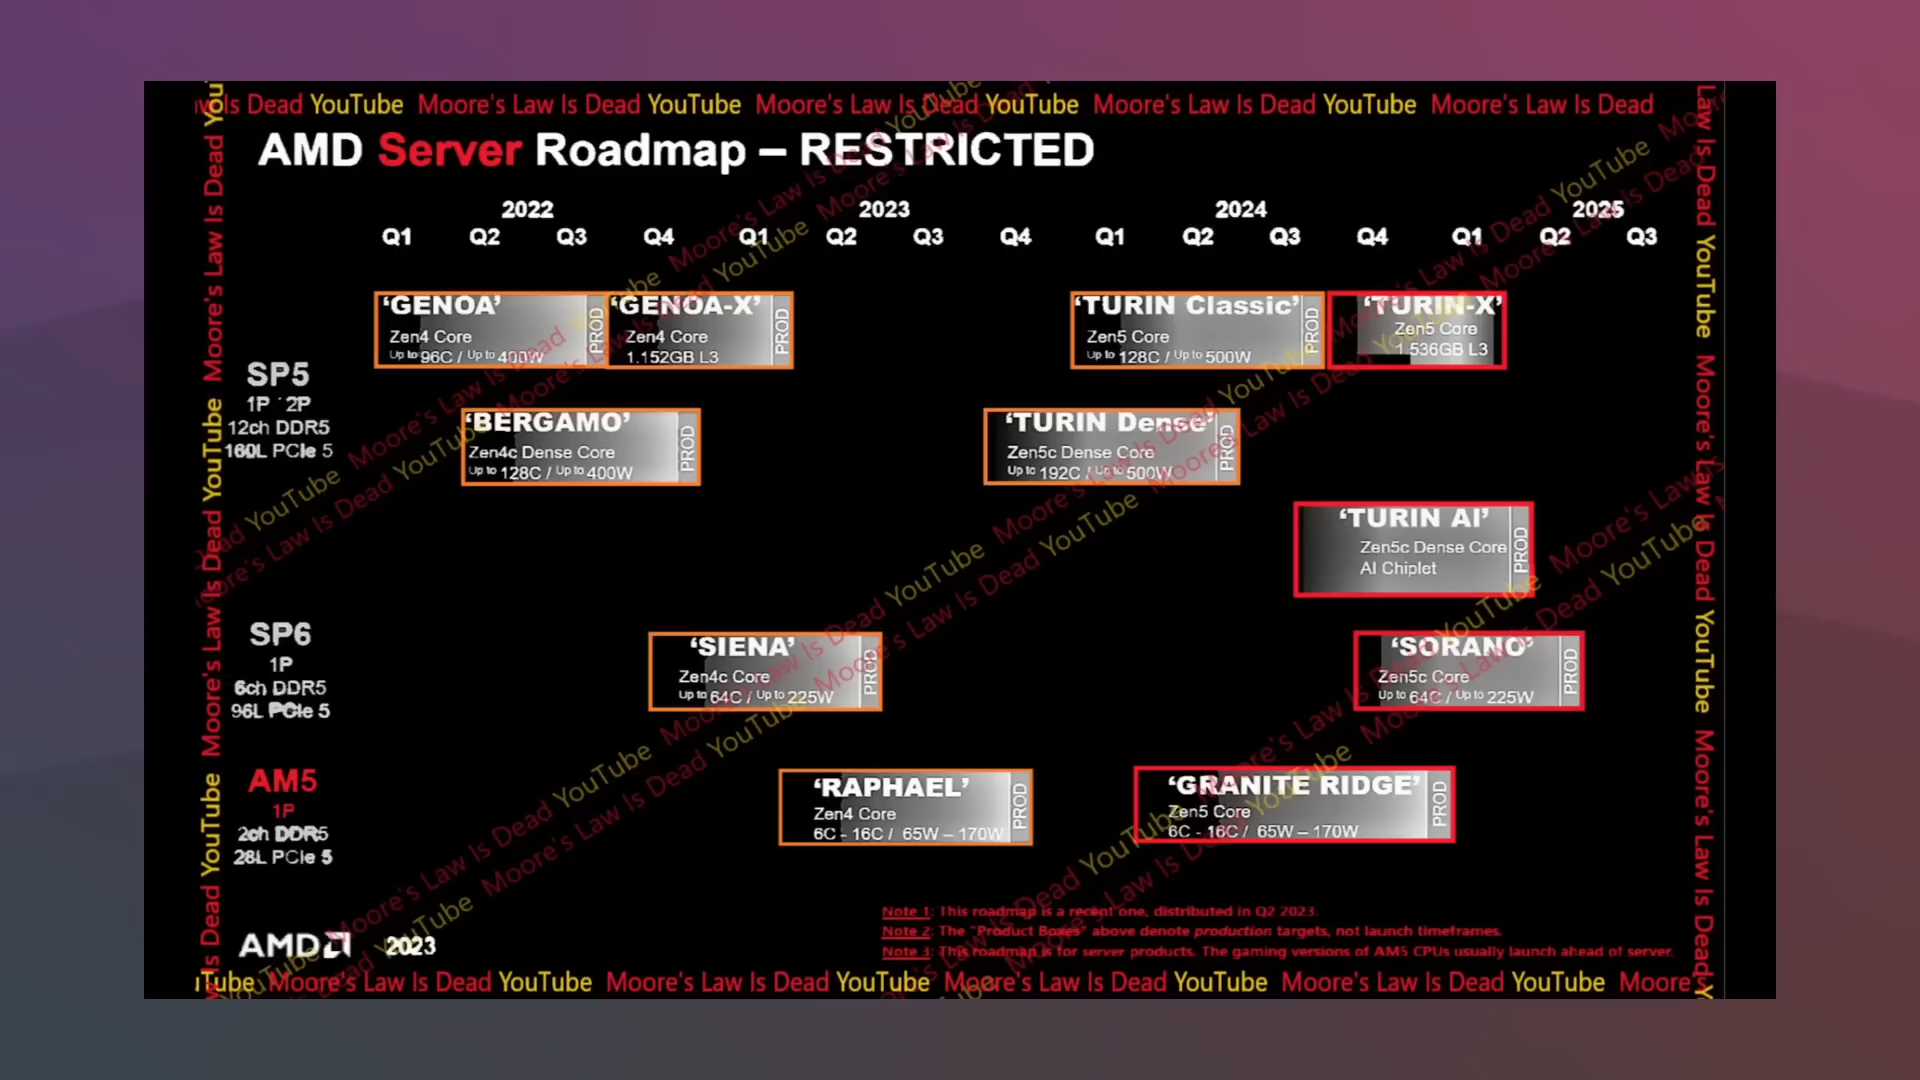 Is Dead YouTube Moore's Law Is Dead YouTube Moore's Law Is Dead YouTube Moore's Law Is Dead YouTube Moore's Law Is Dead
AMD Server Roadmap – RESTRICTED
2022 2023 2024 2025
Q1 Q2 Q3 Q4 Q1 Q2 Q3 Q4 Q1 Q2 Q3 Q4 Q1 Q2 Q3
SP5
1P 2P
12ch DDR5
160L PCIe 5
‘GENOA’
Zen4 Core
Up to 96C / Up to 400W
PROD
‘GENOA-X’
Zen4 Core
1.152GB L3
PROD
‘TURIN Classic’
Zen5 Core
Up to 128C / Up to 500W
PROD
‘TURIN-X’
Zen5 Core
1.536GB L3
‘BERGAMO’
Zen4c Dense Core
Up to 128C / Up to 400W
PROD
‘TURIN Dense’
Zen5c Dense Core
Up to 192C / Up to 500W
PROD
‘TURIN AI’
Zen5c Dense Core
AI Chiplet
PROD
SP6
1P
6ch DDR5
96L PCIe 5
‘SIENA’
Zen4c Core
Up to 64C / Up to 225W
PROD
‘SORANO’
Zen5c Core
Up to 64C / Up to 225W
PROD
AM5
1P
2ch DDR5
28L PCIe 5
‘RAPHAEL’
Zen4 Core
6C - 16C / 65W – 170W
PROD
‘GRANITE RIDGE’
Zen5 Core
6C - 16C / 65W – 170W
PROD
Note 1: This roadmap is a recent one, distributed in Q2 2023.
Note 2: The "Product Boxes" above denote production targets, not launch timeframes.
Note 3: This roadmap is for server products. The gaming versions of AM5 CPUs usually launch ahead of server.
AMD 2023
Moore's Law Is Dead YouTube Moore's Law Is Dead YouTube Moore's Law Is Dead YouTube Moore's Law Is Dead YouTube Moore's